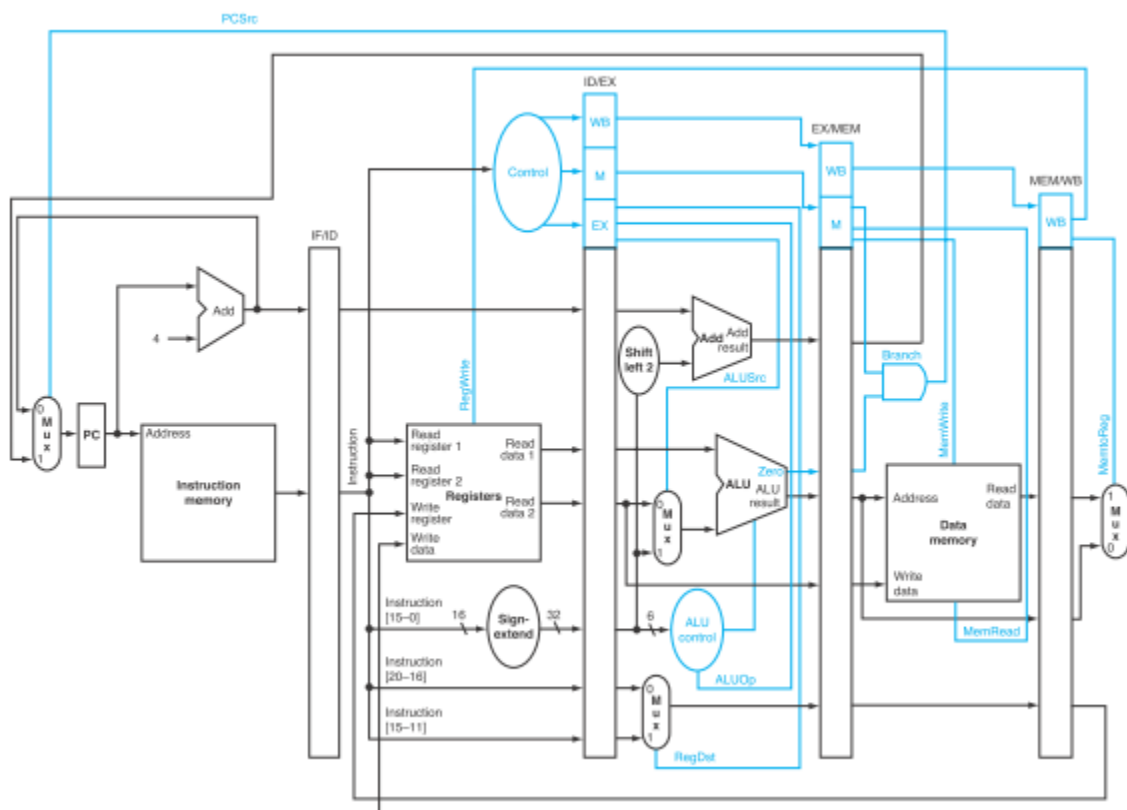 PCSrc
ID/EX
WB
EX/MEM
Control
M
WB
MEM/WB
EX
M
WB
IF/ID
Add
4
Add
Add
result
Shift
left 2
Branch
ALUSrc
RegWrite
MemWrite
MemtoReg
0
M
u
x
1
PC
Address
Instruction
memory
Instruction
Read
register 1
Read
data 1
Read
register 2
Registers
Read
data 2
Write
register
Write
data
Zero
ALU
ALU
result
0
M
u
x
1
Address
Read
data
Data
memory
Write
data
1
M
u
x
0
Instruction
[15–0]
16
Sign-
extend
32
6
ALU
control
MemRead
Instruction
[20–16]
ALUOp
0
M
u
x
1
Instruction
[15–11]
RegDst